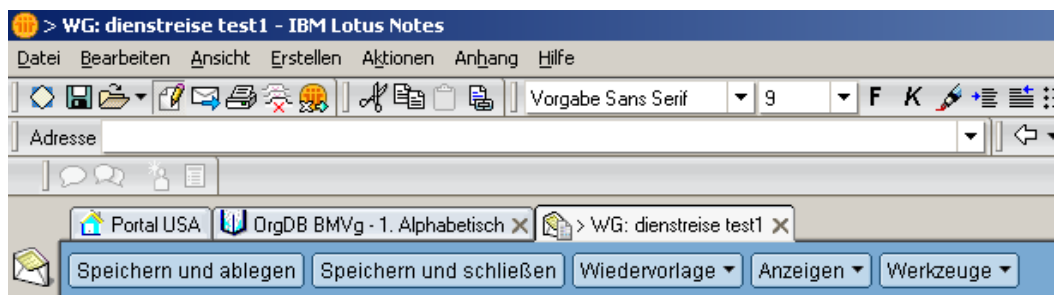 > WG: dienstreise test1 - IBM Lotus Notes
Datei Bearbeiten Ansicht Erstellen Aktionen Anhang Hilfe
Vorgabe Sans Serif 9 F K
Adresse
Portal USA OrgDB BMVg - 1. Alphabetisch > WG: dienstreise test1
Speichern und ablegen Speichern und schließen Wiedervorlage Anzeigen Werkzeuge